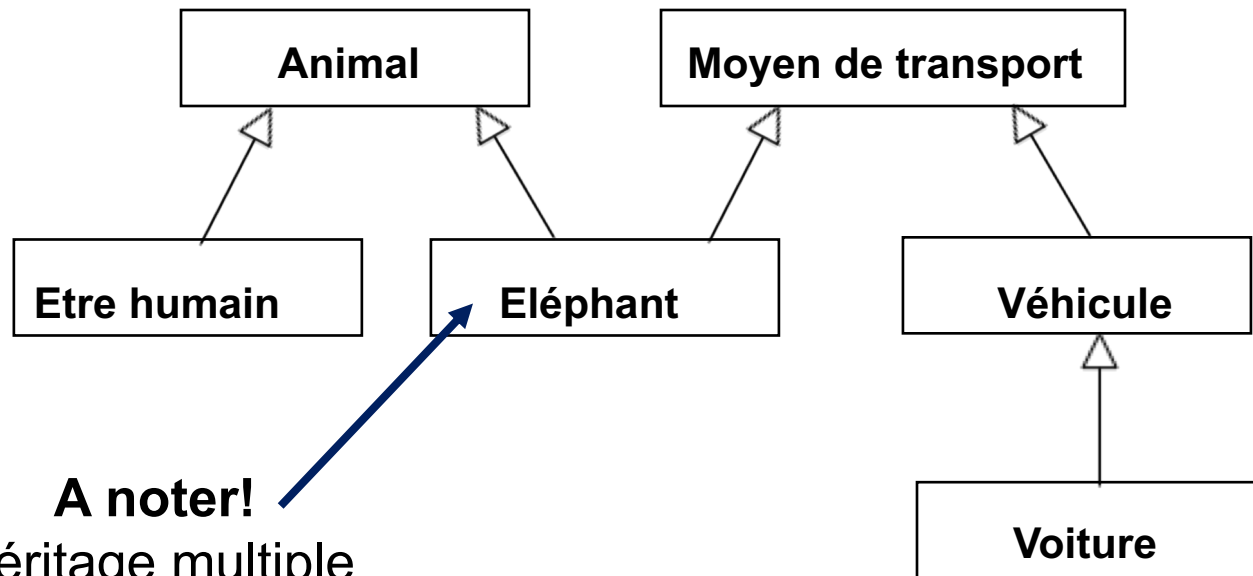 Animal
Moyen de transport
Etre humain
Eléphant
Véhicule
A noter!
éritage multiple
Voiture